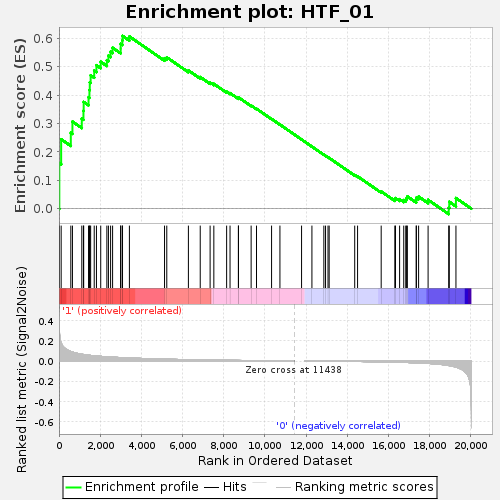 Enrichment plot: HTF_01
Enrichment score (ES)
0.6
0.5
0.4
0.3
0.2
0.1
0.0
'1' (positively correlated)
Ranked list metric (Signal2Noise)
0.4
0.2
0.0
-0.2
-0.4
-0.6
Zero cross at 11438
'0' (negatively correlated)
0 2,000 4,000 6,000 8,000 10,000 12,000 14,000 16,000 18,000 20,000
Rank in Ordered Dataset
Enrichment profile Hits Ranking metric scores